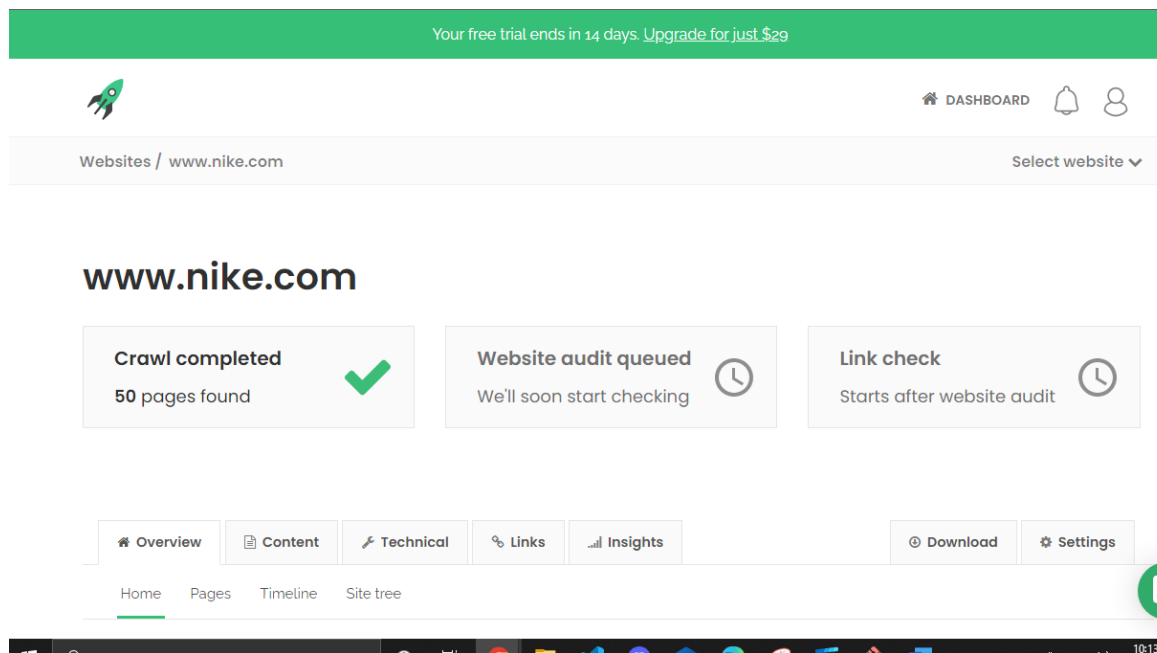 Your free trial ends in 14 days. Upgrade for just $29
DASHBOARD
Websites / www.nike.com
Select website
www.nike.com
Crawl completed
50 pages found
Website audit queued
We'll soon start checking
Link check
Starts after website audit
Overview
Content
Technical
Links
Insights
Download
Settings
Home
Pages
Timeline
Site tree